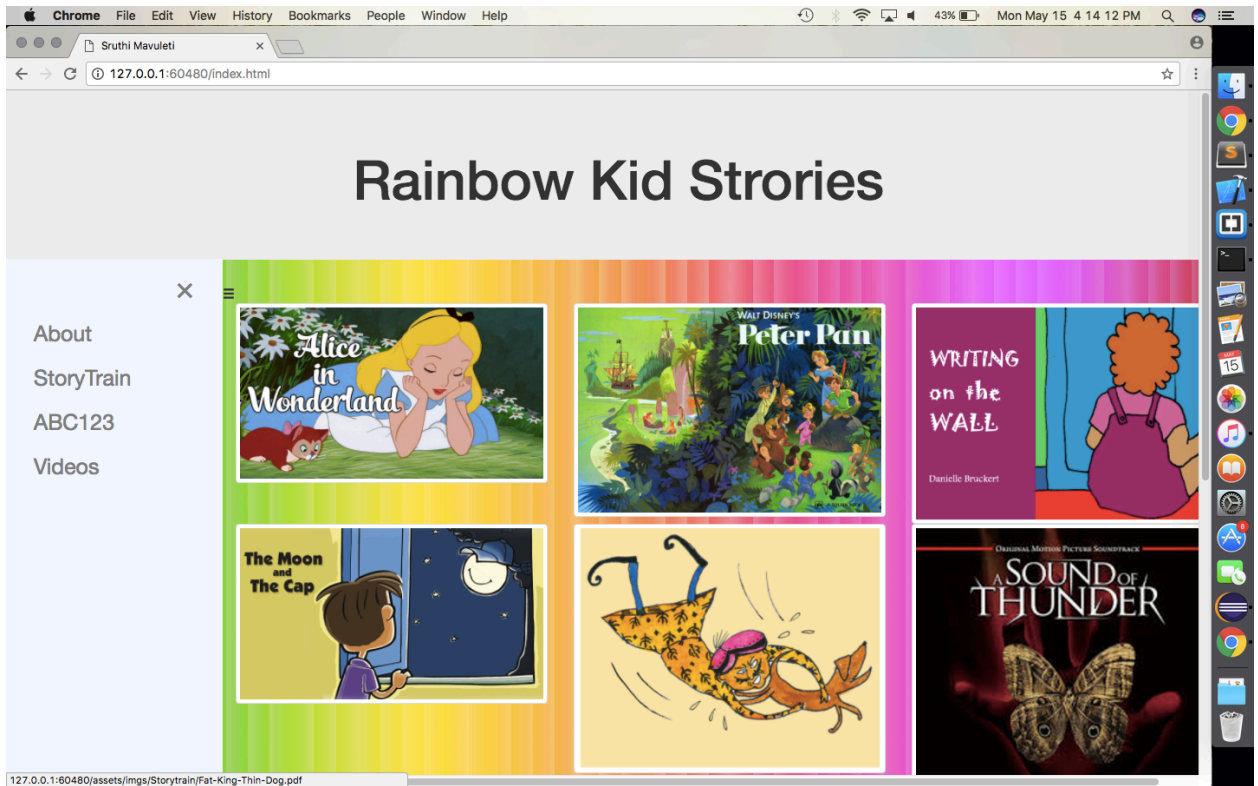 Chrome File Edit View History Bookmarks People Window Help 43% Mon May 15 4 14 12 PM
Sruthi Mavuleti
127.0.0.1:60480/index.html
Rainbow Kid Strories
About
StoryTrain
ABC123
Videos
Alice
in
Wonderland
WALT DISNEY'S
Peter Pan
WRITING
on the
WALL
Danielle Bruckert
The Moon
and
The Cap
ORIGINAL MOTION PICTURE SOUNDTRACK
A SOUND OF
THUNDER
MAY
15
8
127.0.0.1:60480/assets/imgs/Storytrain/Fat-King-Thin-Dog.pdf